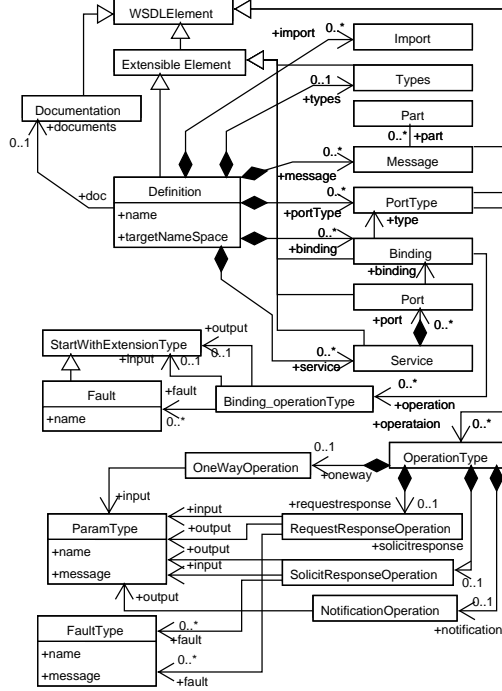 WSDLElement
+import 0..*
Import
Extensible Element
0..1
Types
+types
Documentation
+documents
0..1
Part
0..* +part
0..*
Message
+message
+doc
Definition
+name
+targetNameSpace
0..*
PortType
+portType
+type
0..*
Binding
+binding
+binding
Port
+port 0..*
+output
StartWithExtensionType
+input 0..1 0..1
0..*
Service
+service
Fault
+name
+fault
0..*
Binding_operationType
0..*
+operation
+operataion
0..*
0..1
OperationType
OneWayOperation
+oneway
+input
+requestresponse
0..1
ParamType
+name
+message
+input
+output
RequestResponseOperation
+solicitresponse
+output
+input
SolicitResponseOperation
0..1
+output
NotificationOperation
0..1
+notification
FaultType
+name
+message
0..*
+fault
0..*
+fault